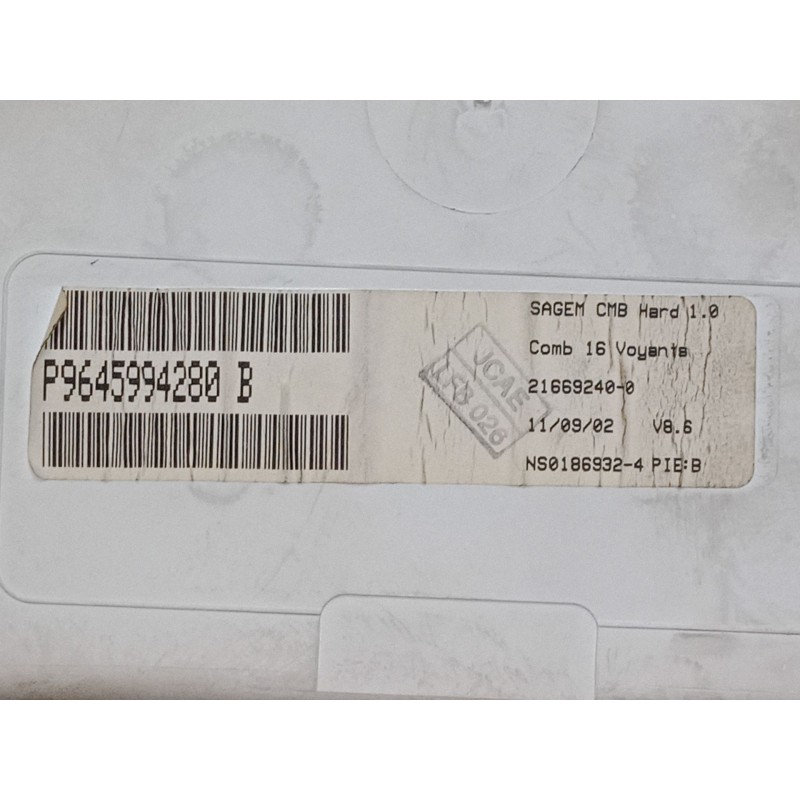 P9645994280 B
SAGEM CMB Hard 1.0
Comb 16 Voyants
21669240-0
11/09/02 V8.6
NS0186932-4 PIE:B
JCAE
026